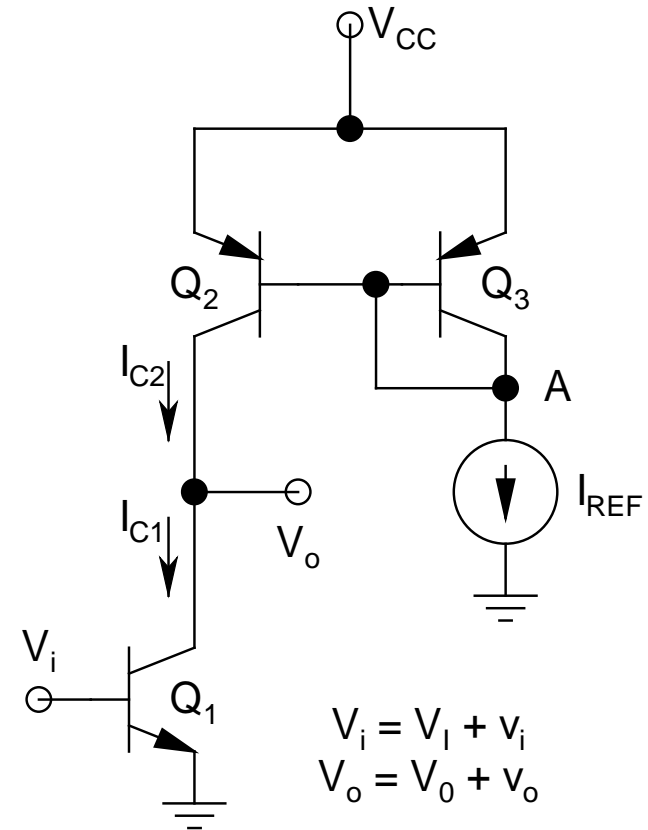 V_CC
Q_2
Q_3
I_C2
A
I_REF
I_C1
V_o
V_i
Q_1
V_i = V_I + v_i
V_o = V_0 + v_o